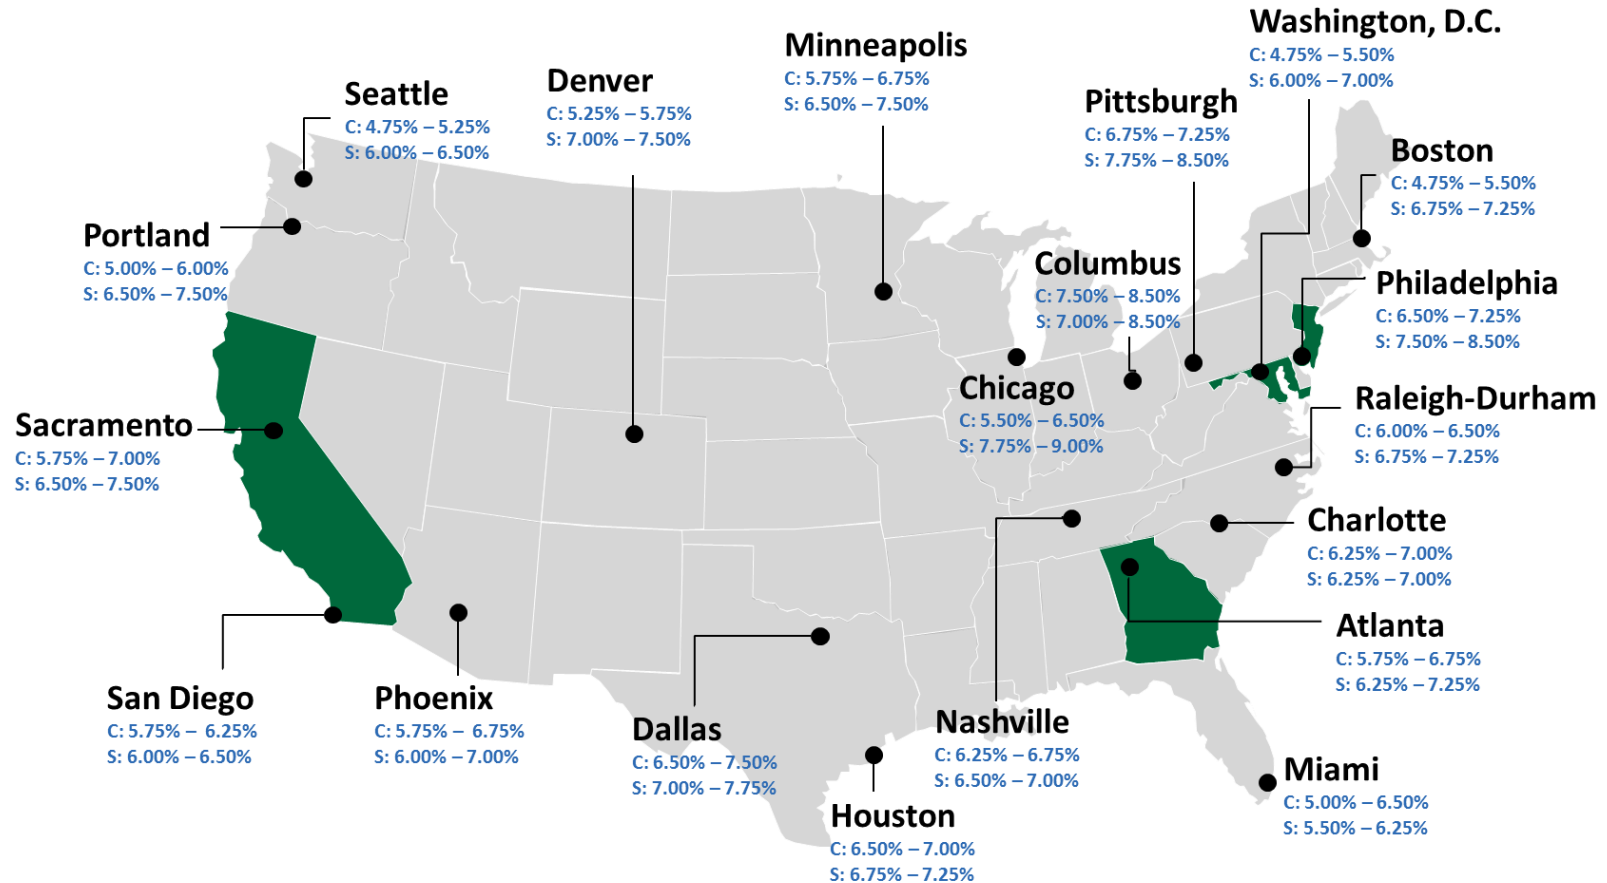 Washington, D.C.
C: 4.75% – 5.50%
S: 6.00% – 7.00%
Minneapolis
C: 5.75% – 6.75%
S: 6.50% – 7.50%
Denver
C: 5.25% – 5.75%
S: 7.00% – 7.50%
Seattle
C: 4.75% – 5.25%
S: 6.00% – 6.50%
Pittsburgh
C: 6.75% – 7.25%
S: 7.75% – 8.50%
Boston
C: 4.75% – 5.50%
S: 6.75% – 7.25%
Portland
C: 5.00% – 6.00%
S: 6.50% – 7.50%
Columbus
C: 7.50% – 8.50%
S: 7.00% – 8.50%
Philadelphia
C: 6.50% – 7.25%
S: 7.50% – 8.50%
Chicago
C: 5.50% – 6.50%
S: 7.75% – 9.00%
Raleigh-Durham
C: 6.00% – 6.50%
S: 6.75% – 7.25%
Sacramento
C: 5.75% – 7.00%
S: 6.50% – 7.50%
Charlotte
C: 6.25% – 7.00%
S: 6.25% – 7.00%
Atlanta
C: 5.75% – 6.75%
S: 6.25% – 7.25%
San Diego
C: 5.75% – 6.25%
S: 6.00% – 6.50%
Phoenix
C: 5.75% – 6.75%
S: 6.00% – 7.00%
Dallas
C: 6.50% – 7.50%
S: 7.00% – 7.75%
Nashville
C: 6.25% – 6.75%
S: 6.50% – 7.00%
Miami
C: 5.00% – 6.50%
S: 5.50% – 6.25%
Houston
C: 6.50% – 7.00%
S: 6.75% – 7.25%